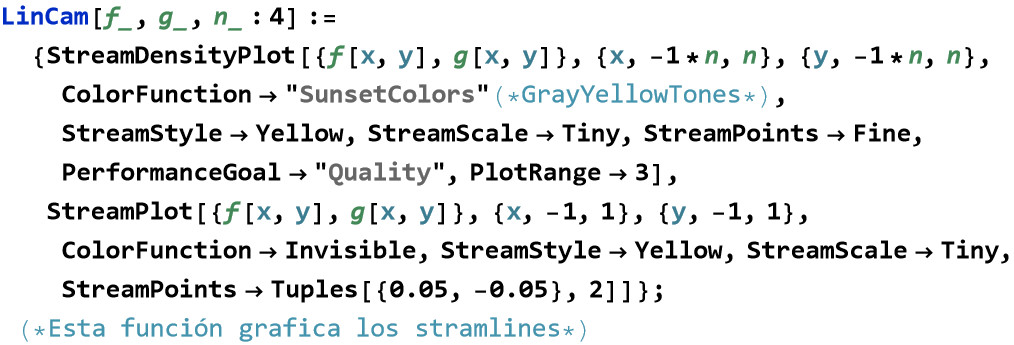 LinCam[f_, g_, n_ : 4] :=
{StreamDensityPlot[{f[x, y], g[x, y]}, {x, -1*n, n}, {y, -1*n, n},
ColorFunction → "SunsetColors"(*GrayYellowTones*),
StreamStyle → Yellow, StreamScale → Tiny, StreamPoints → Fine,
PerformanceGoal → "Quality", PlotRange → 3],
StreamPlot[{f[x, y], g[x, y]}, {x, -1, 1}, {y, -1, 1},
ColorFunction → Invisible, StreamStyle → Yellow, StreamScale → Tiny,
StreamPoints → Tuples[{0.05, -0.05}, 2]]};
(*Esta función grafica los stramlines*)